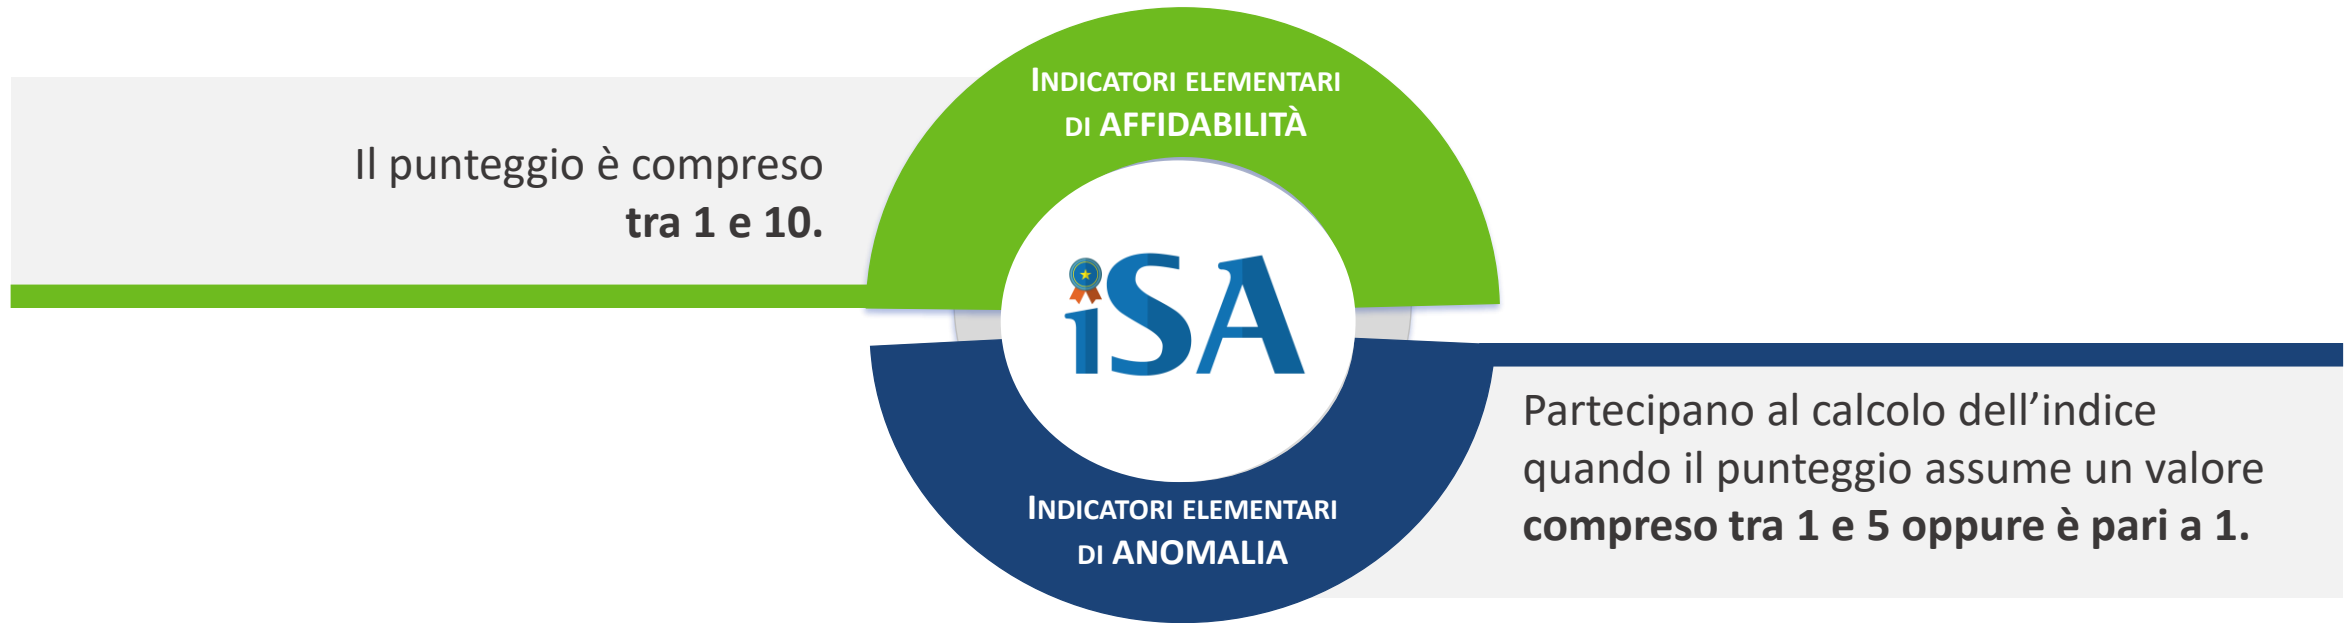 INDICATORI ELEMENTARI
DI AFFIDABILITÀ
Il punteggio è compreso
tra 1 e 10.
iSA
Partecipano al calcolo dell’indice
quando il punteggio assume un valore
compreso tra 1 e 5 oppure è pari a 1.
INDICATORI ELEMENTARI
DI ANOMALIA